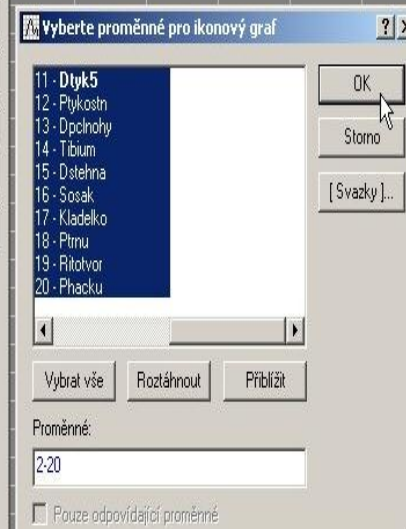 Vyberte proměnné pro ikonový graf
11 - Dtyk5
12 - Ptykostn
13 - Dpclnohy
14 - Tibium
15 - Dstehna
16 - Sosak
17 - Kladelko
18 - Ptrnu
19 - Ritotvor
20 - Phacku
OK
Storno
[ Svazky ]...
Vybrat vše
Roztáhnout
Přiblížit
Proměnné:
2-20
Pouze odpovídající proměnné